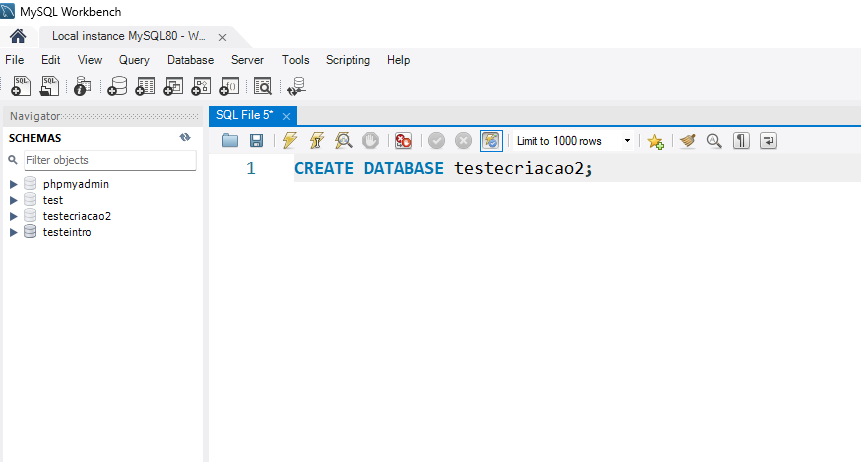 MySQL Workbench
Local instance MySQL80 - W...
File Edit View Query Database Server Tools Scripting Help
Navigator
SQL File 5*
SCHEMAS
Limit to 1000 rows
Filter objects
1 CREATE DATABASE testecriacao2;
phpmyadmin
test
testecriacao2
testeintro